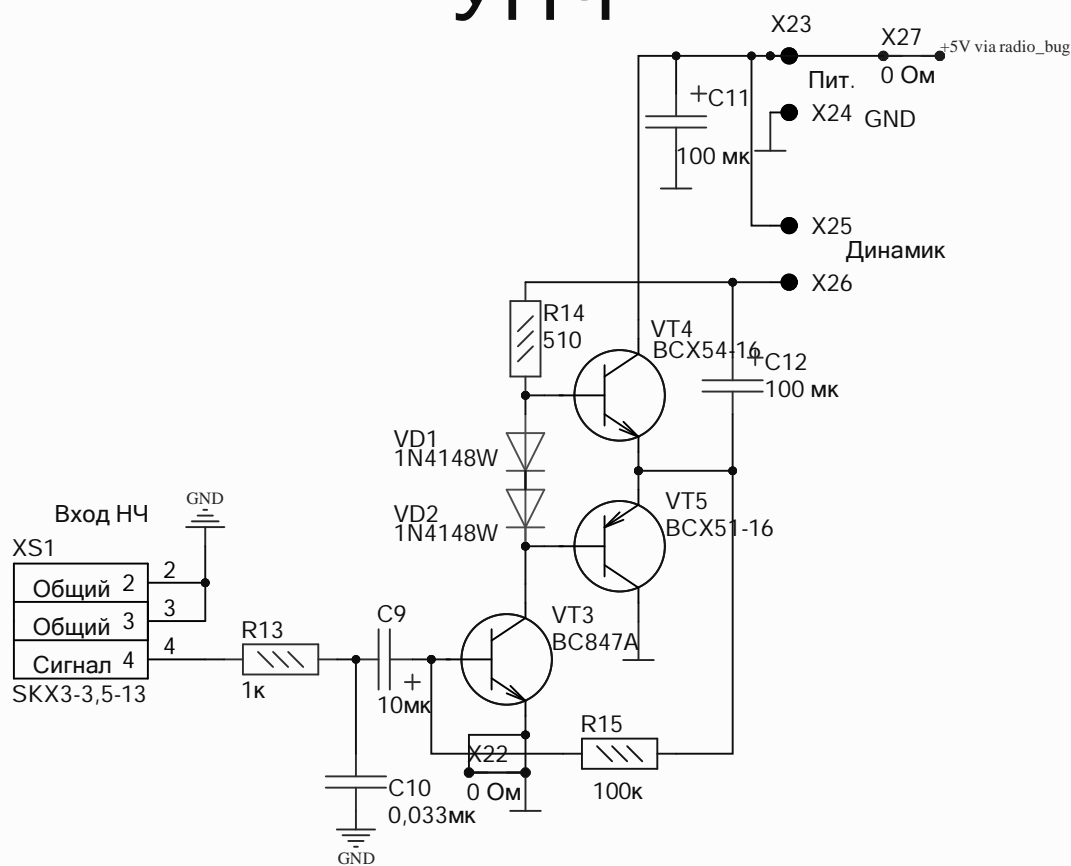 УНЧ
X23
X27
+5V via radio_bug
Пит.
0 Ом
+C11
X24
GND
100 мк
X25
Динамик
X26
R14
510
VT4
BCX54-16
+C12
100 мк
VD1
1N4148W
VD2
1N4148W
VT5
BCX51-16
GND
Вход НЧ
XS1
Общий 2
2
Общий 3
3
Сигнал 4
4
SKX3-3,5-13
R13
1к
C9
+
10мк
VT3
BC847A
X22
0 Ом
R15
100к
C10
0,033мк
GND